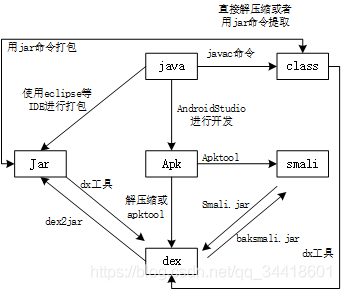 直接解压缩或者
用jar命令提取
用jar命令打包
java
javac命令
class
使用eclipse等
IDE进行打包
AndroidStudio
进行开发
Jar
Apk
Apktool
smali
dx工具
解压缩或
apktool
Smali.jar
dex2jar
baksmali.jar
dex
dx工具
https://blog.csdn.net/qq_34418601